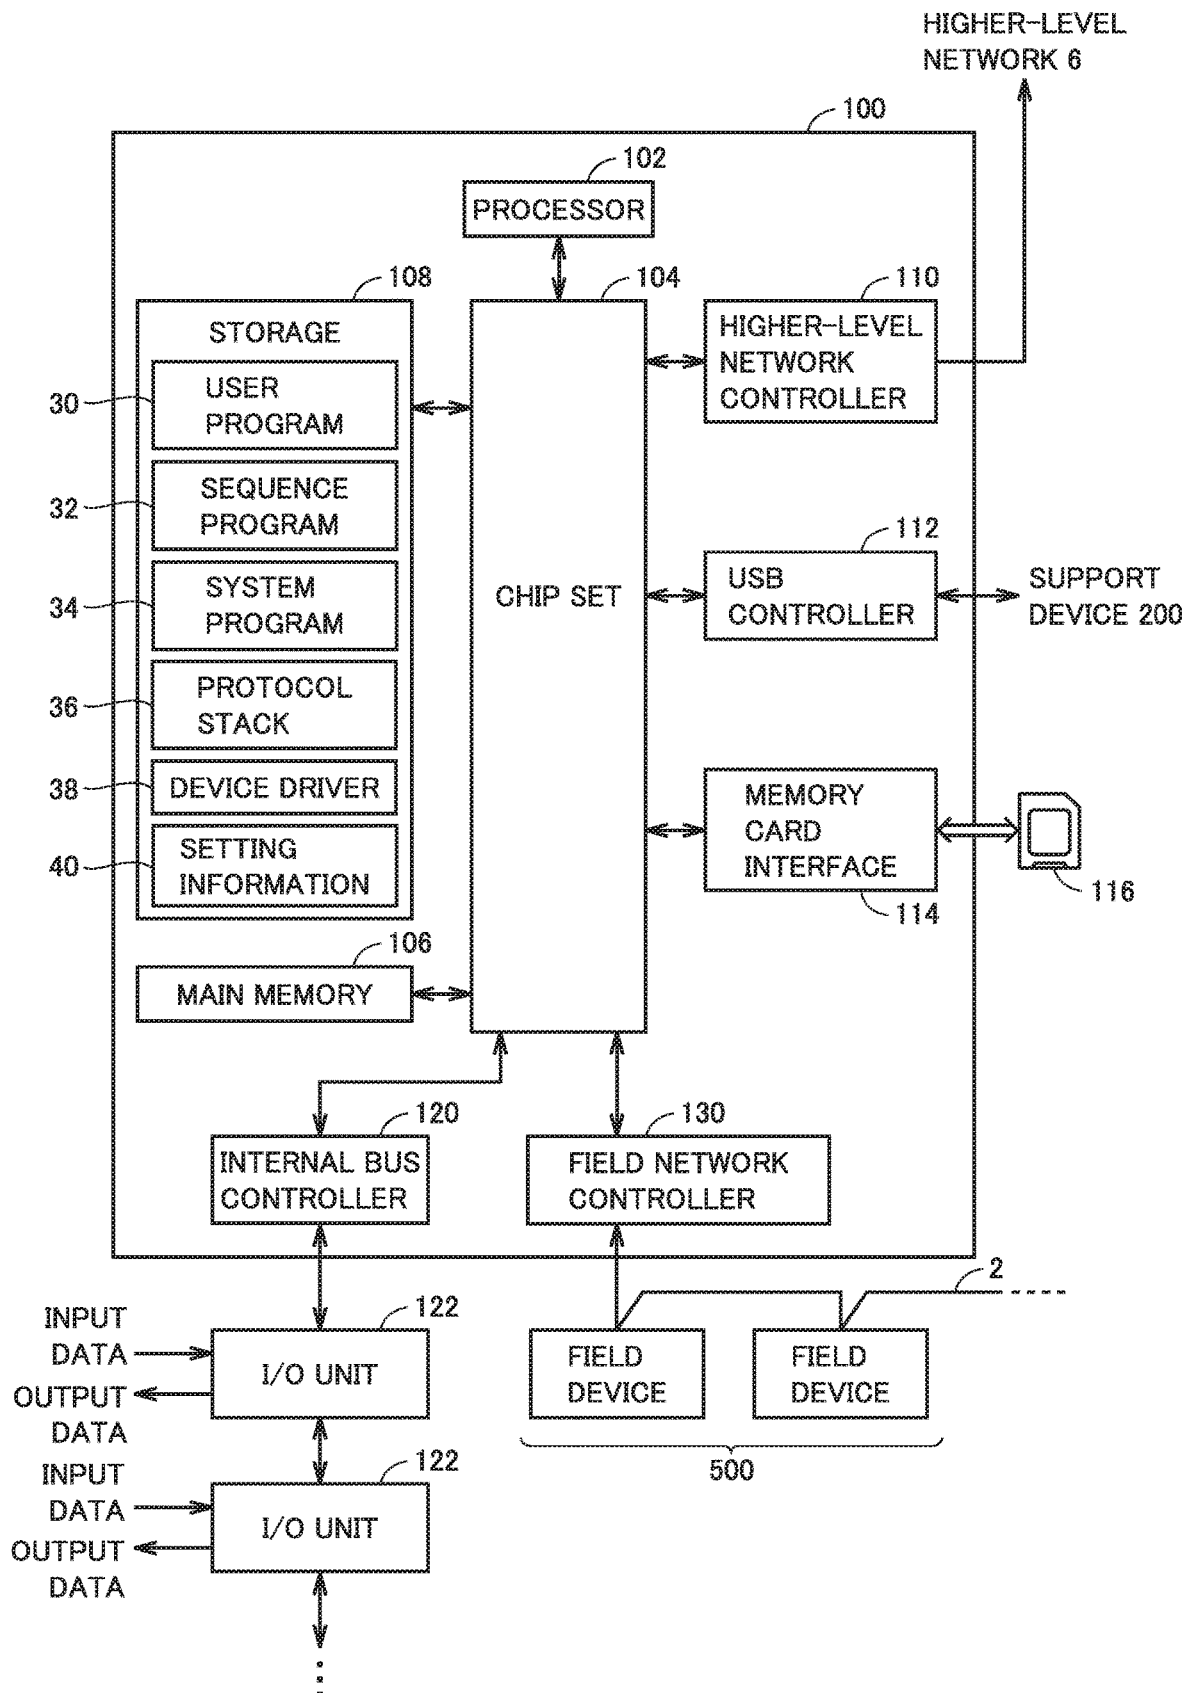 HIGHER-LEVEL
NETWORK 6
100
102
PROCESSOR
108
104
110
STORAGE
HIGHER-LEVEL
NETWORK
CONTROLLER
30
USER
PROGRAM
32
SEQUENCE
PROGRAM
112
34
SYSTEM
PROGRAM
CHIP SET
USB
CONTROLLER
SUPPORT
DEVICE 200
36
PROTOCOL
STACK
38
DEVICE DRIVER
MEMORY
CARD
INTERFACE
40
SETTING
INFORMATION
116
114
106
MAIN MEMORY
120
130
INTERNAL BUS
CONTROLLER
FIELD NETWORK
CONTROLLER
2
INPUT
DATA
122
OUTPUT
DATA
I/O UNIT
FIELD
DEVICE
FIELD
DEVICE
500
INPUT
DATA
122
OUTPUT
DATA
I/O UNIT